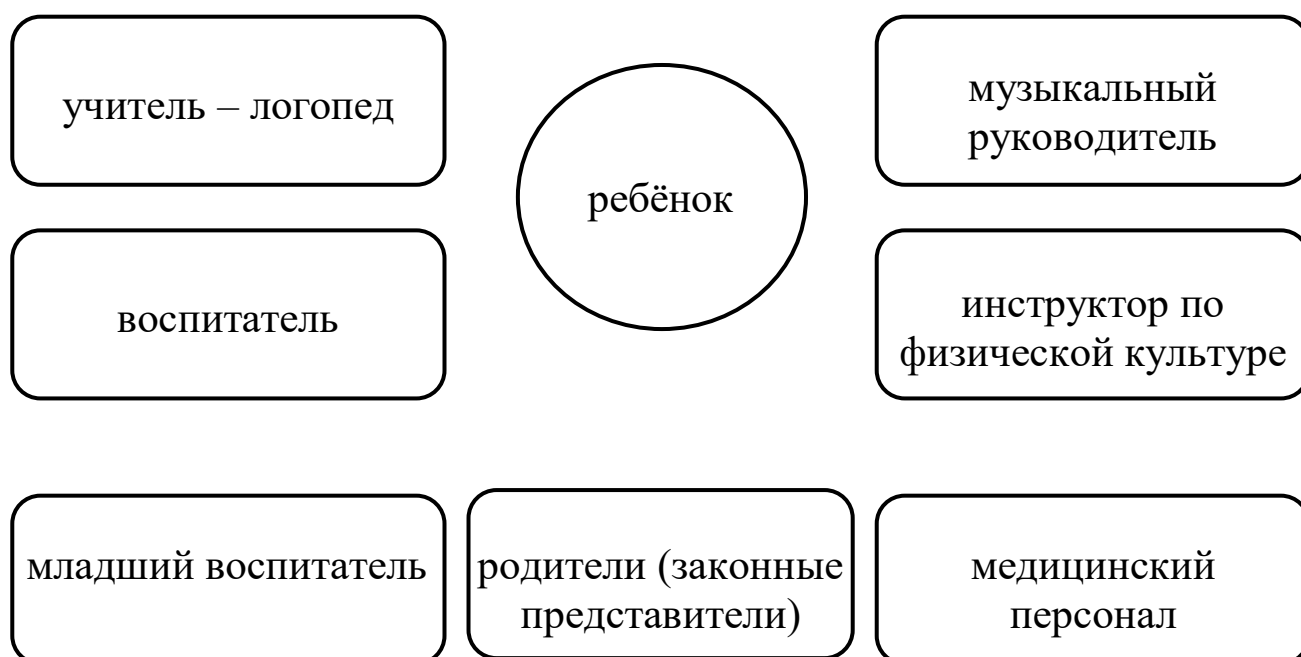 учитель – логопед
ребёнок
музыкальный
руководитель
воспитатель
инструктор по
физической культуре
младший воспитатель
родители (законные
представители)
медицинский
персонал